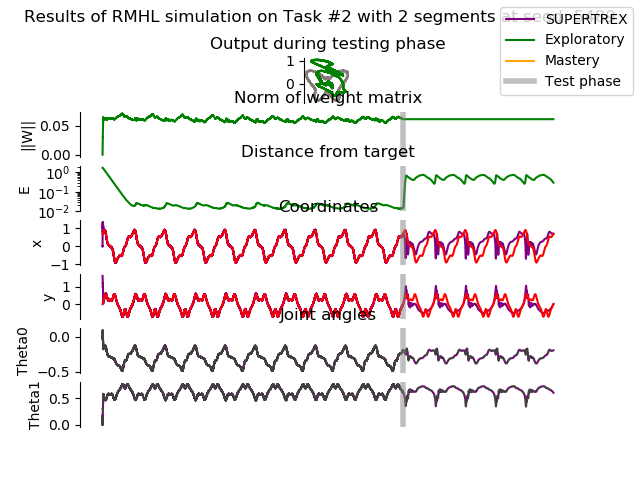 Results of RMHL simulation on Task #2 with 2 segments at seed
SUPERTREX
Exploratory
Mastery
Test phase
Output during testing phase
1
0
Norm of weight matrix
||W||
0.05
0.00
Distance from target
E
10⁰
10⁻¹
10⁻²
Coordinates
x
1
0
−1
y
1
0
Joint angles
Theta0
0.0
−0.5
Theta1
0.5
0.0